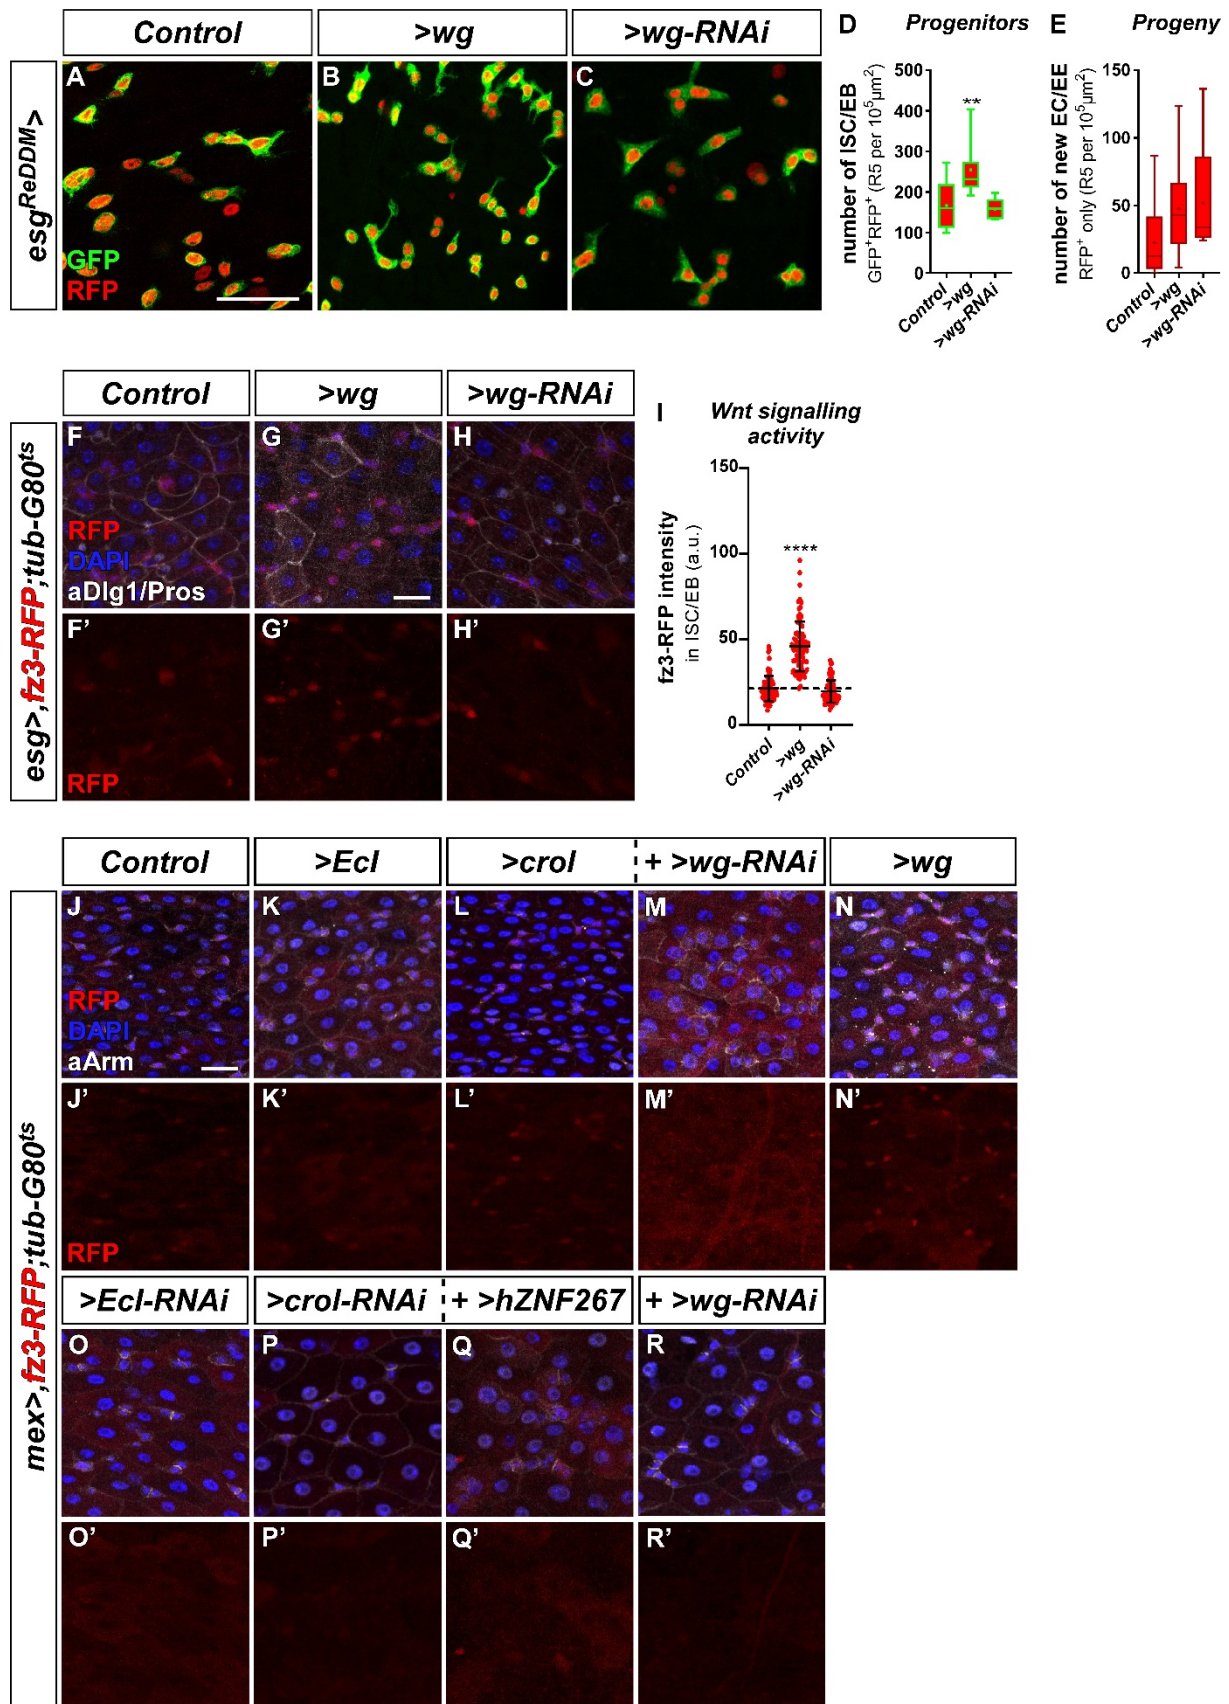 Control
>wg
>wg-RNAi
esgReDDM>
A
GFP
RFP
B
C
D Progenitors
number of ISC/EB
GFP+RFP+ (R5 per 10⁵µm²)
500
400
300
200
100
0
**
Control
>wg
>wg-RNAi
E Progeny
number of new EC/EE
RFP+ only (R5 per 10⁵µm²)
150
100
50
0
Control
>wg
>wg-RNAi
Control
>wg
>wg-RNAi
esg>,fz3-RFP;tub-G80ts
F
RFP
DAPI
aDlg1/Pros
G
H
F'
RFP
G'
H'
I Wnt signalling
activity
fz3-RFP intensity
in ISC/EB (a.u.)
150
100
50
0
****
Control
>wg
>wg-RNAi
Control
>EcI
>crol
+ >wg-RNAi
>wg
mex>,fz3-RFP;tub-G80ts
J
RFP
DAPI
aArm
K
L
M
N
J'
RFP
K'
L'
M'
N'
>EcI-RNAi
>crol-RNAi
+ >hZNF267
+ >wg-RNAi
O
P
Q
R
O'
P'
Q'
R'